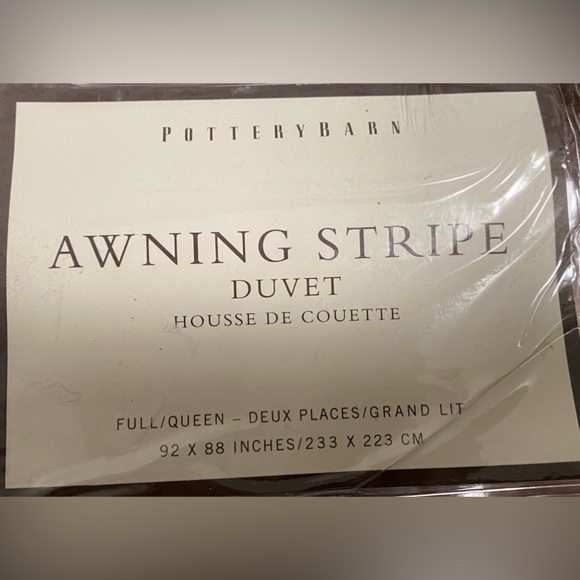 POTTERYBARN
AWNING STRIPE
DUVET
HOUSSE DE COUETTE
FULL/QUEEN – DEUX PLACES/GRAND LIT
92 X 88 INCHES/233 X 223 CM